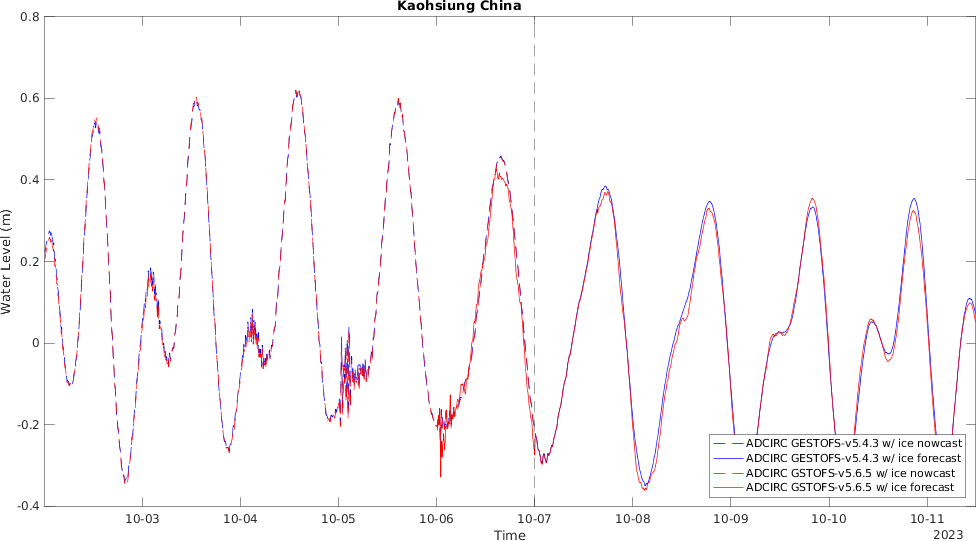 Kaohsiung China
Water Level (m)
0.8
0.6
0.4
0.2
0
-0.2
-0.4
10-03
10-04
10-05
10-06
10-07
10-08
10-09
10-10
10-11
Time
2023
ADCIRC GESTOFS-v5.4.3 w/ ice nowcast
ADCIRC GESTOFS-v5.4.3 w/ ice forecast
ADCIRC GSTOFS-v5.6.5 w/ ice nowcast
ADCIRC GSTOFS-v5.6.5 w/ ice forecast